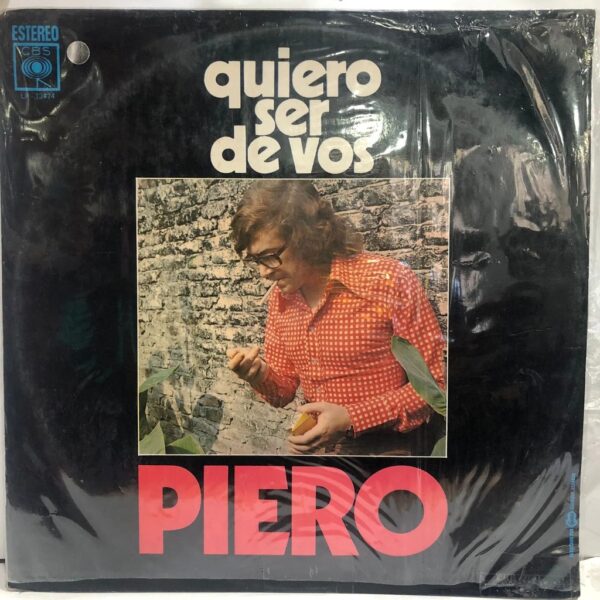 ESTEREO
CBS
quiero
ser
de vos
PIERO